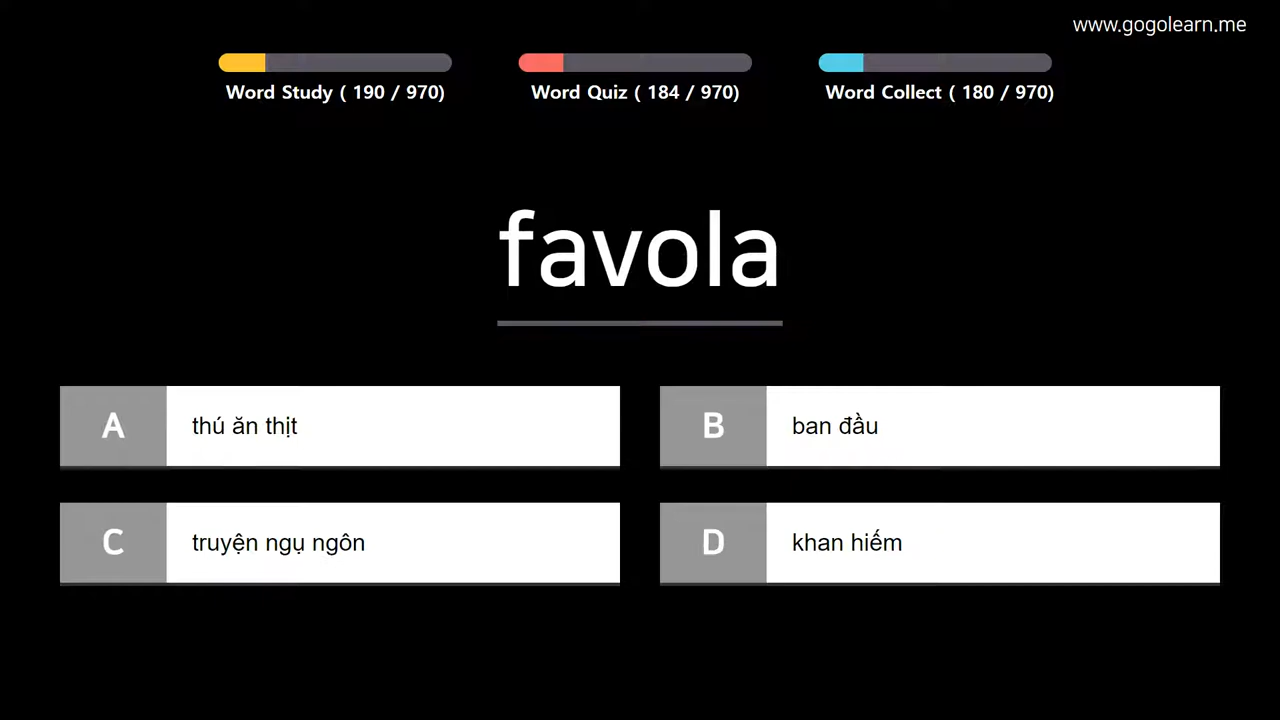 www.gogolearn.me
Word Study ( 190 / 970)
Word Quiz ( 184 / 970)
Word Collect ( 180 / 970)
favola
A thú ăn thịt
B ban đầu
C truyện ngụ ngôn
D khan hiếm